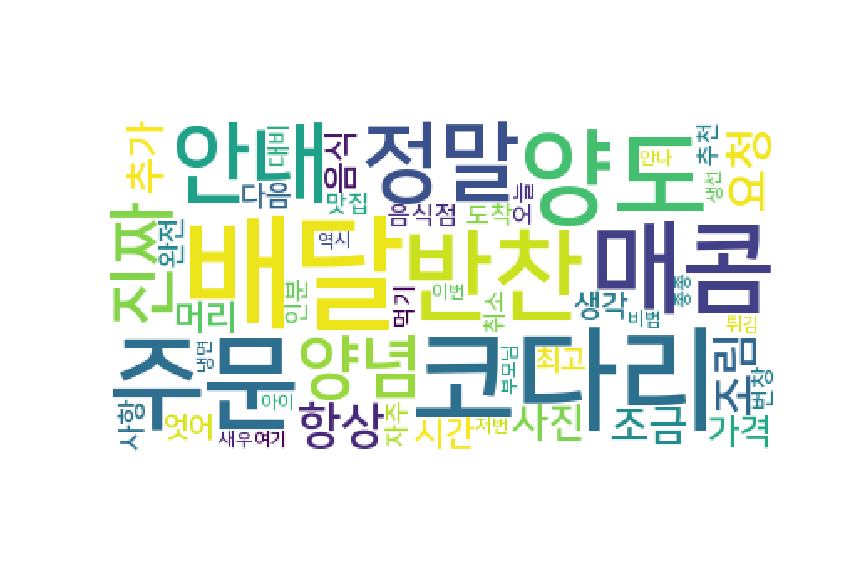 추가
안내
대비
음식
정말
양도
안나
추천
요청
생선
다음
맛집
음식점
도착
오늘
진짜
완전
배달
역시
반찬
매콤
종종
머리
인분
먹기
이번
취소
생각
비빔
튀김
주문
냉면
양념
코다리
부모님
최고
조림
번창
아이
사항
엇어
새우
여기
항상
자주
시간
저번
사진
조금
가격